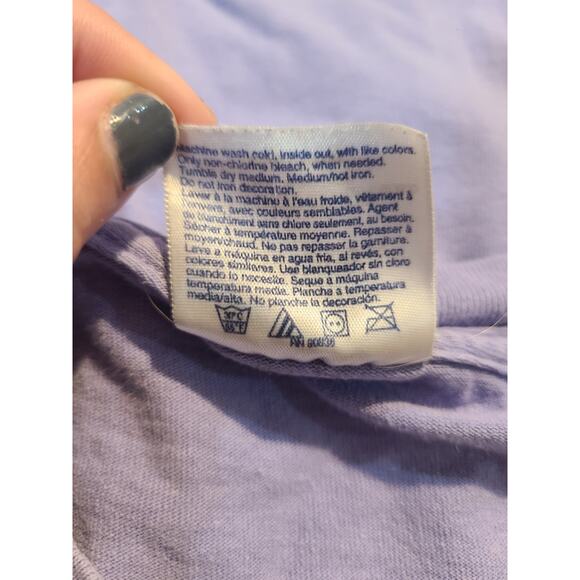 Machine wash cold, inside out, with like colors.
Only non-chlorine bleach, when needed.
Tumble dry medium. Medium/hot iron.
Do not iron decoration.
Laver à la machine à l'eau froide, vêtement à
l'envers, avec couleurs semblables. Agent
de blanchiment sans chlore seulement, au besoin.
Sécher à température moyenne. Repasser à
moyen/chaud. Ne pas repasser la garniture.
Lave a máquina en agua fria, al revés, con
colores similares. Use blanqueador sin cloro
cuando lo necesite. Seque a máquina
temperatura media. Planche a temperatura
media/alta. No planche la decoración.
30°C
85°F
RN 90836